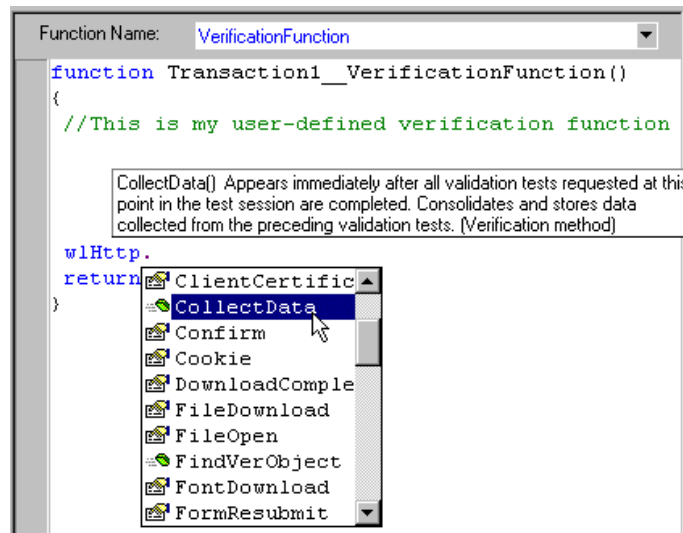 Function Name: VerificationFunction
function Transaction1__VerificationFunction()
{
//This is my user-defined verification function
CollectData() Appears immediately after all validation tests requested at this
point in the test session are completed. Consolidates and stores data
collected from the preceding validation tests. (Verification method)
wlHttp.
return
}
ClientCertific
CollectData
Confirm
Cookie
DownloadComple
FileDownload
FileOpen
FindVerObject
FontDownload
FormResubmit